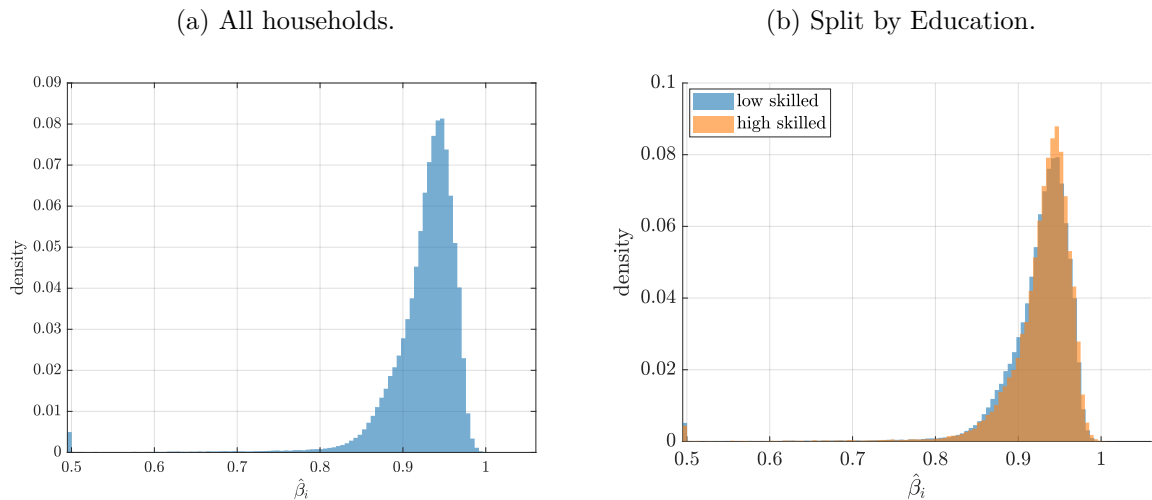 (a) All households.
0.09
0.08
0.07
0.06
0.05
0.04
0.03
0.02
0.01
0
density
0.5 0.6 0.7 0.8 0.9 1
β̂ᵢ
(b) Split by Education.
low skilled
high skilled
0.1
0.08
0.06
0.04
0.02
0
density
0.5 0.6 0.7 0.8 0.9 1
β̂ᵢ